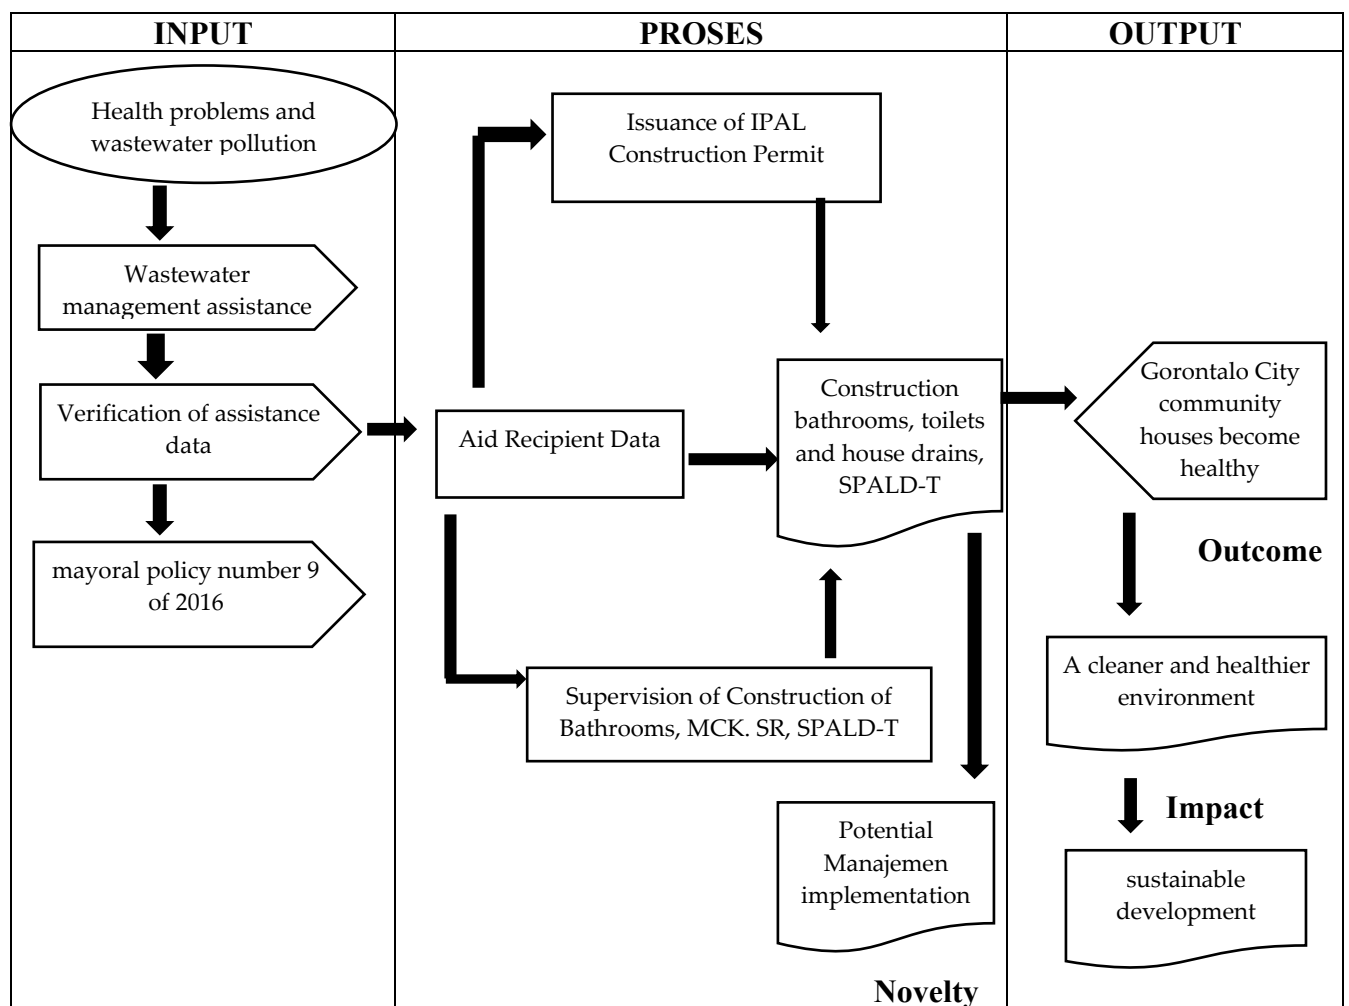 INPUT
PROSES
OUTPUT
Health problems and
wastewater pollution
Wastewater
management assistance
Verification of assistance
data
mayoral policy number 9
of 2016
Issuance of IPAL
Construction Permit
Aid Recipient Data
Construction
bathrooms, toilets
and house drains,
SPALD-T
Supervision of Construction of
Bathrooms, MCK. SR, SPALD-T
Potential
Manajemen
implementation
Novelty
Gorontalo City
community
houses become
healthy
Outcome
A cleaner and healthier
environment
Impact
sustainable
development